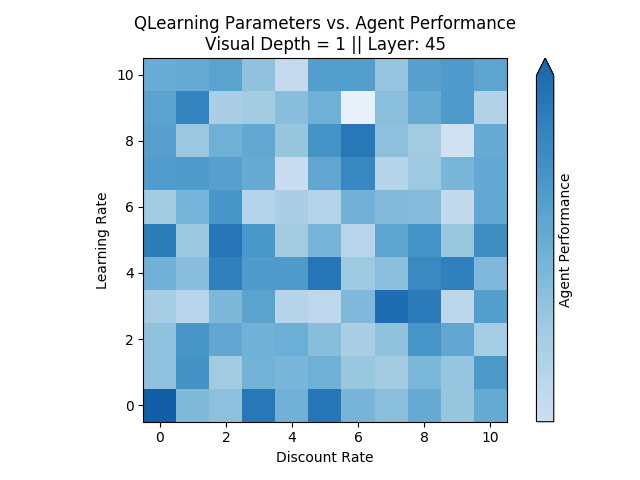 QLearning Parameters vs. Agent Performance
Visual Depth = 1 || Layer: 45
10
8
6
4
2
0
Learning Rate
0 2 4 6 8 10
Discount Rate
Agent Performance